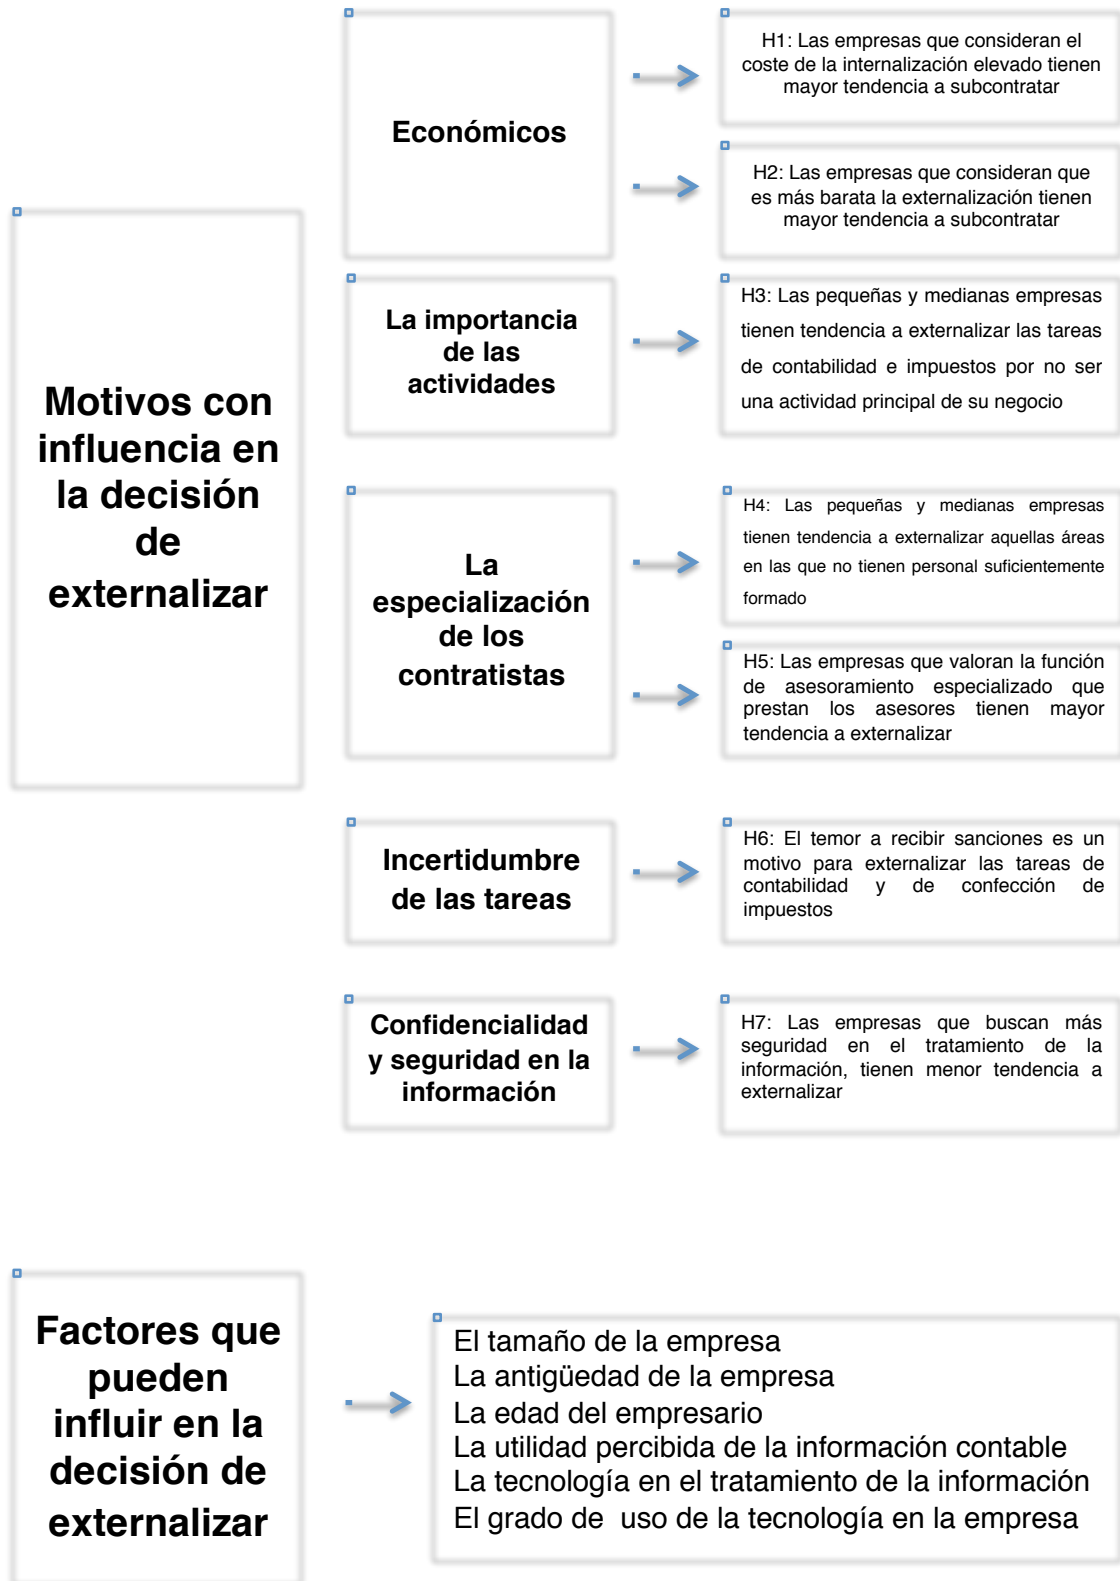 Motivos con
influencia en
la decisión
de
externalizar
Económicos
H1: Las empresas que consideran el
coste de la internalización elevado tienen
mayor tendencia a subcontratar
H2: Las empresas que consideran que
es más barata la externalización tienen
mayor tendencia a subcontratar
La importancia
de las
actividades
H3: Las pequeñas y medianas empresas
tienen tendencia a externalizar las tareas
de contabilidad e impuestos por no ser
una actividad principal de su negocio
La
especialización
de los
contratistas
H4: Las pequeñas y medianas empresas
tienen tendencia a externalizar aquellas áreas
en las que no tienen personal suficientemente
formado
H5: Las empresas que valoran la función
de asesoramiento especializado que
prestan los asesores tienen mayor
tendencia a externalizar
Incertidumbre
de las tareas
H6: El temor a recibir sanciones es un
motivo para externalizar las tareas de
contabilidad y de confección de
impuestos
Confidencialidad
y seguridad en la
información
H7: Las empresas que buscan más
seguridad en el tratamiento de la
información, tienen menor tendencia a
externalizar
Factores que
pueden
influir en la
decisión de
externalizar
El tamaño de la empresa
La antigüedad de la empresa
La edad del empresario
La utilidad percibida de la información contable
La tecnología en el tratamiento de la información
El grado de uso de la tecnología en la empresa